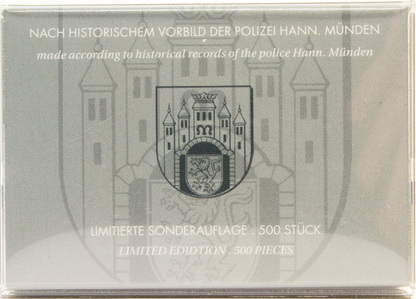 NACH HISTORISCHEM VORBILD DER POLIZEI HANN. MÜNDEN
made according to historical records of the police Hann. Münden
LIMITIERTE SONDERAUFLAGE . 500 STÜCK
LIMITED EDIDTION . 500 PIECES